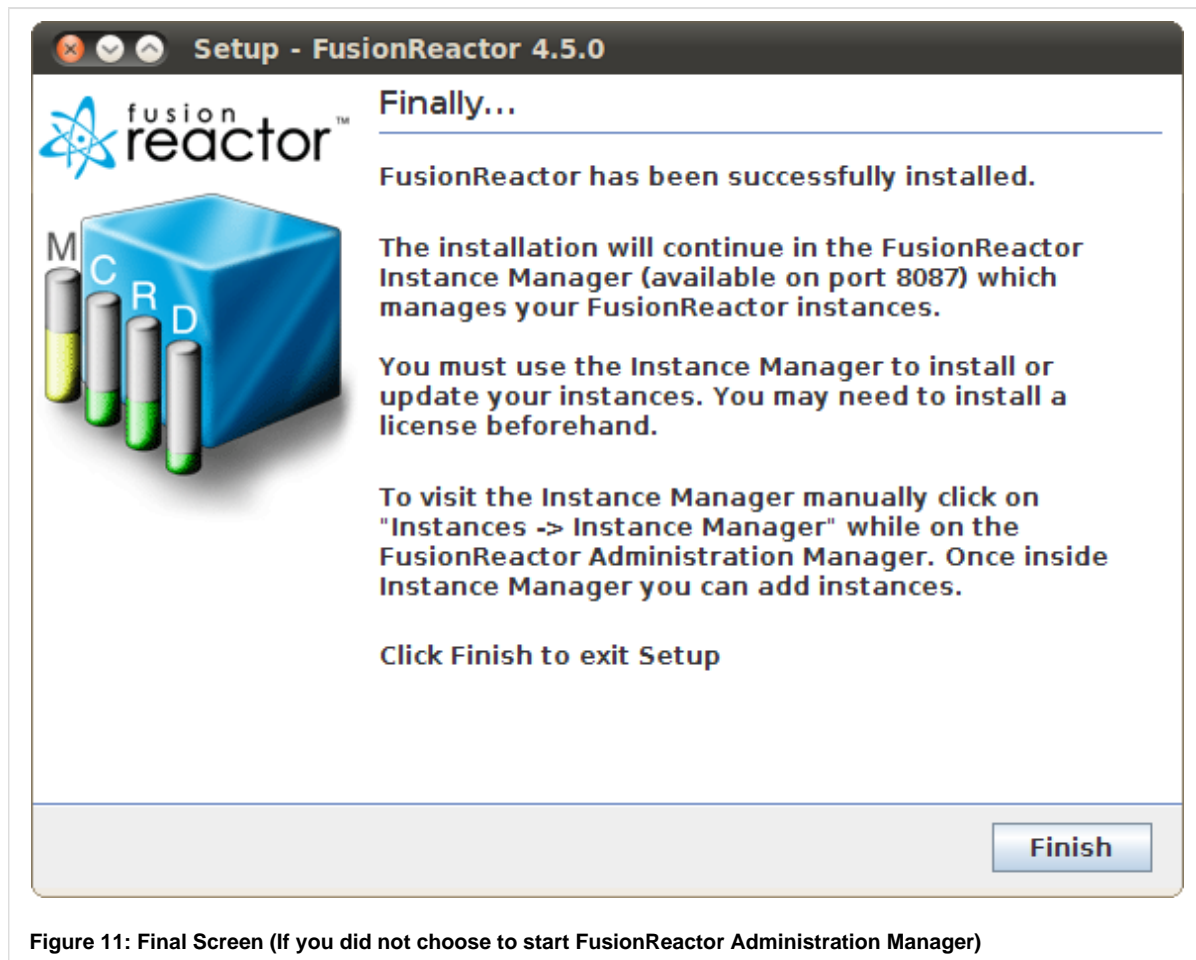 Setup - FusionReactor 4.5.0
fusion
reactor™
M
C
R
D
Finally...
FusionReactor has been successfully installed.
The installation will continue in the FusionReactor
Instance Manager (available on port 8087) which
manages your FusionReactor instances.
You must use the Instance Manager to install or
update your instances. You may need to install a
license beforehand.
To visit the Instance Manager manually click on
"Instances -> Instance Manager" while on the
FusionReactor Administration Manager. Once inside
Instance Manager you can add instances.
Click Finish to exit Setup
Finish
Figure 11: Final Screen (If you did not choose to start FusionReactor Administration Manager)